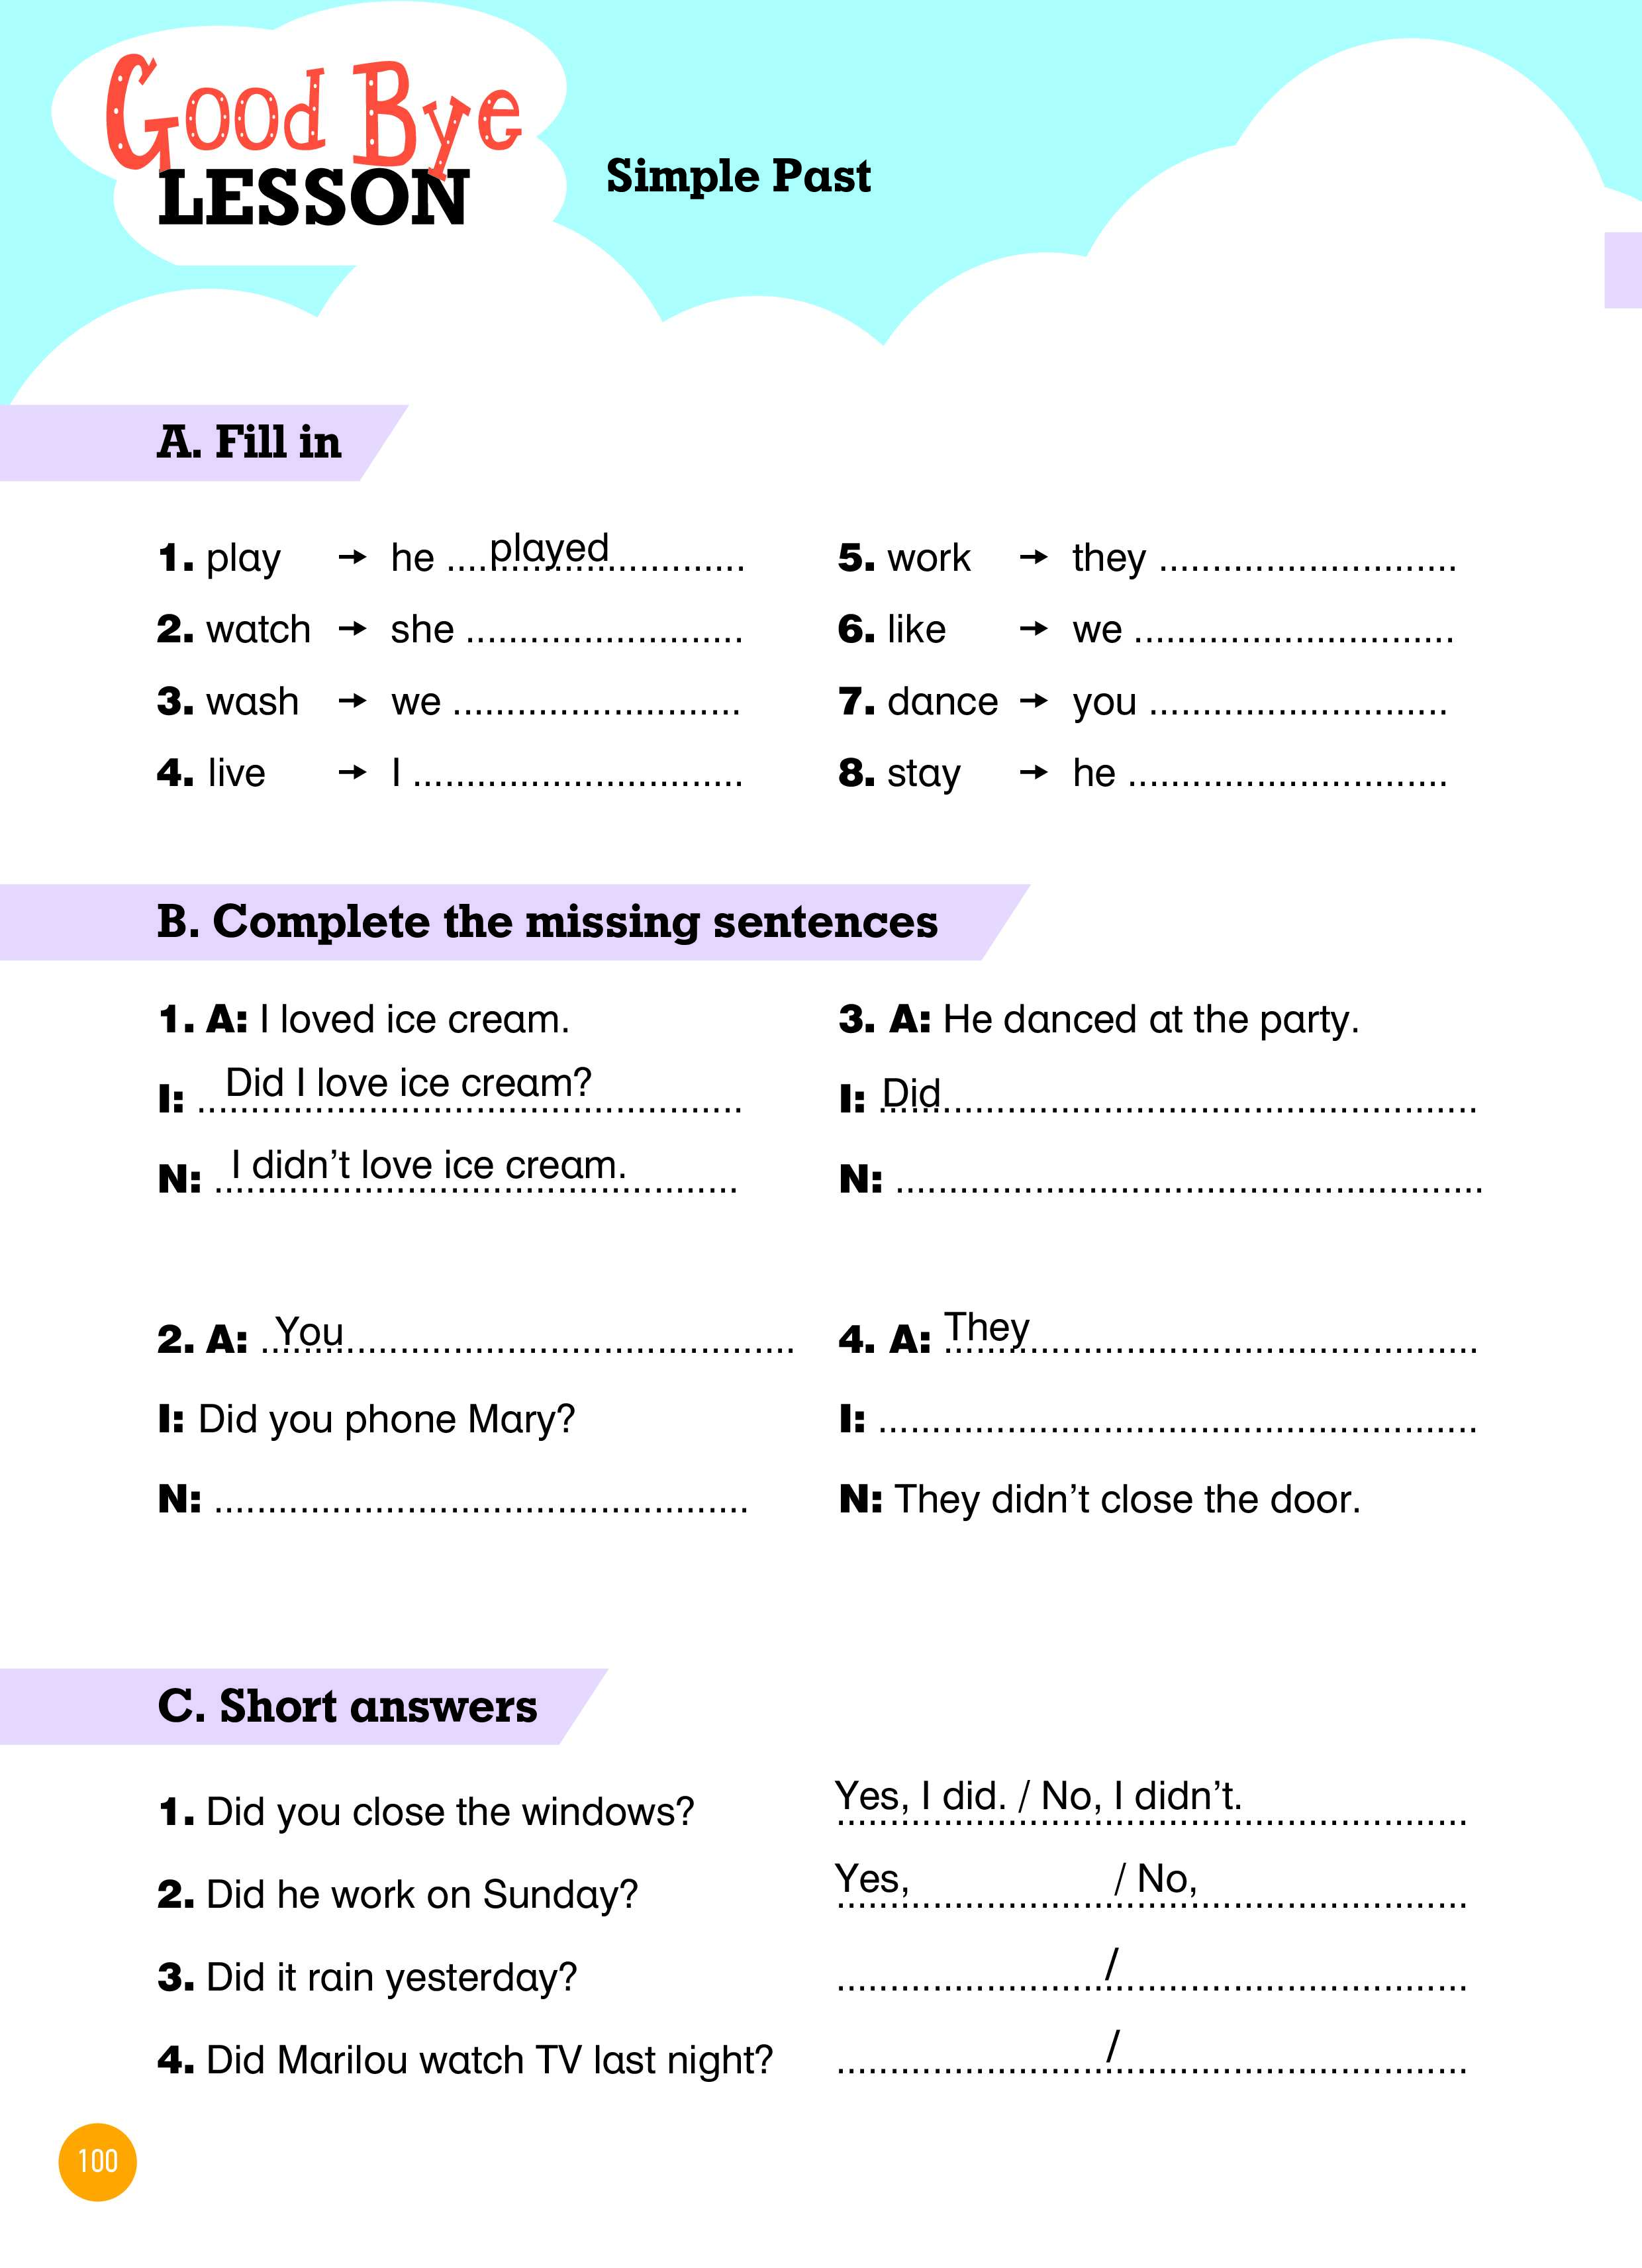 Good Bye
LESSON
Simple Past
A. Fill in
1. play → he ....played..........................
2. watch → she ..........................
3. wash → we ...........................
4. live → I ...............................
5. work → they ............................
6. like → we ..............................
7. dance → you ............................
8. stay → he ..............................
B. Complete the missing sentences
1. A: I loved ice cream.
I: Did I love ice cream?
N: I didn’t love ice cream.
2. A: You ..................................................
I: Did you phone Mary?
N: ..................................................
3. A: He danced at the party.
I: Did........................................................
N: .......................................................
4. A: They ..................................................
I: ........................................................
N: They didn’t close the door.
C. Short answers
1. Did you close the windows? Yes, I did. / No, I didn’t.
2. Did he work on Sunday? Yes, / No,
3. Did it rain yesterday? ........................./.................................
4. Did Marilou watch TV last night? ........................./.................................
100